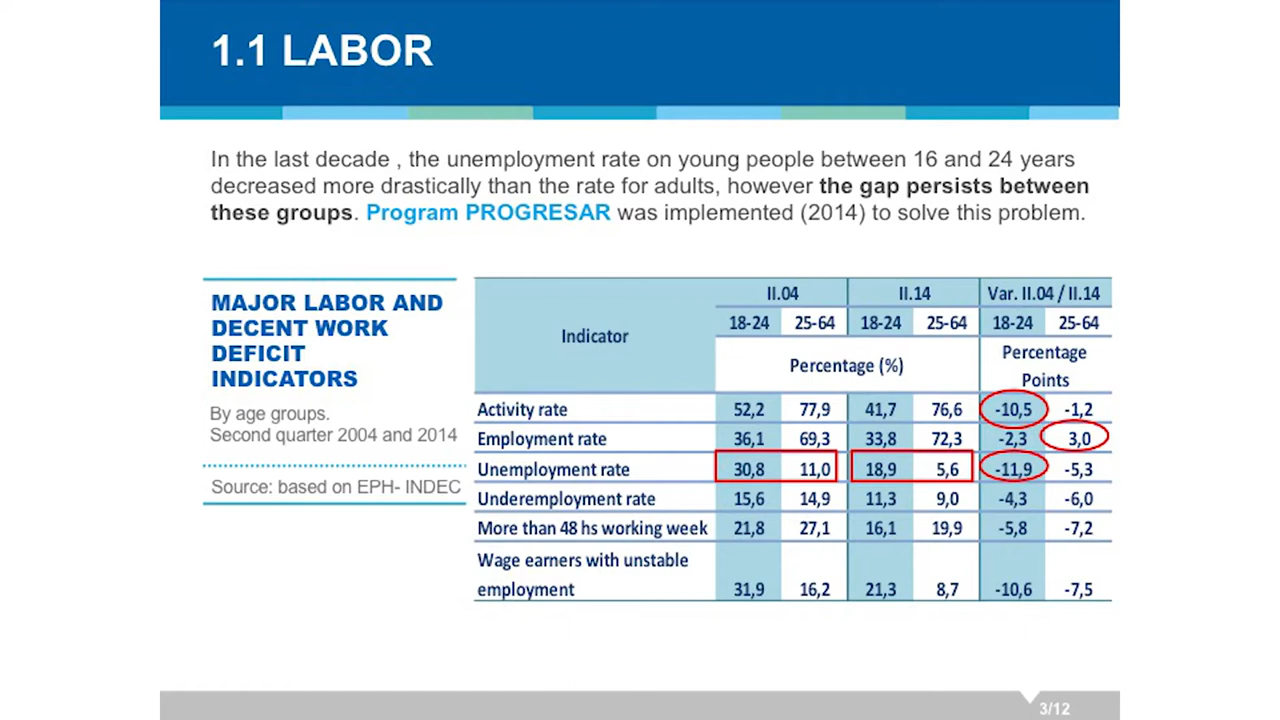 1.1 LABOR
In the last decade , the unemployment rate on young people between 16 and 24 years
decreased more drastically than the rate for adults, however the gap persists between
these groups. Program PROGRESAR was implemented (2014) to solve this problem.
MAJOR LABOR AND
DECENT WORK
DEFICIT
INDICATORS
By age groups.
Second quarter 2004 and 2014
Source: based on EPH- INDEC
Indicator II.04 II.14 Var. II.04 / II.14
18-24 25-64 18-24 25-64 18-24 25-64
Percentage (%) Percentage
Points
Activity rate 52,2 77,9 41,7 76,6 -10,5 -1,2
Employment rate 36,1 69,3 33,8 72,3 -2,3 3,0
Unemployment rate 30,8 11,0 18,9 5,6 -11,9 -5,3
Underemployment rate 15,6 14,9 11,3 9,0 -4,3 -6,0
More than 48 hs working week 21,8 27,1 16,1 19,9 -5,8 -7,2
Wage earners with unstable
employment 31,9 16,2 21,3 8,7 -10,6 -7,5
3/12